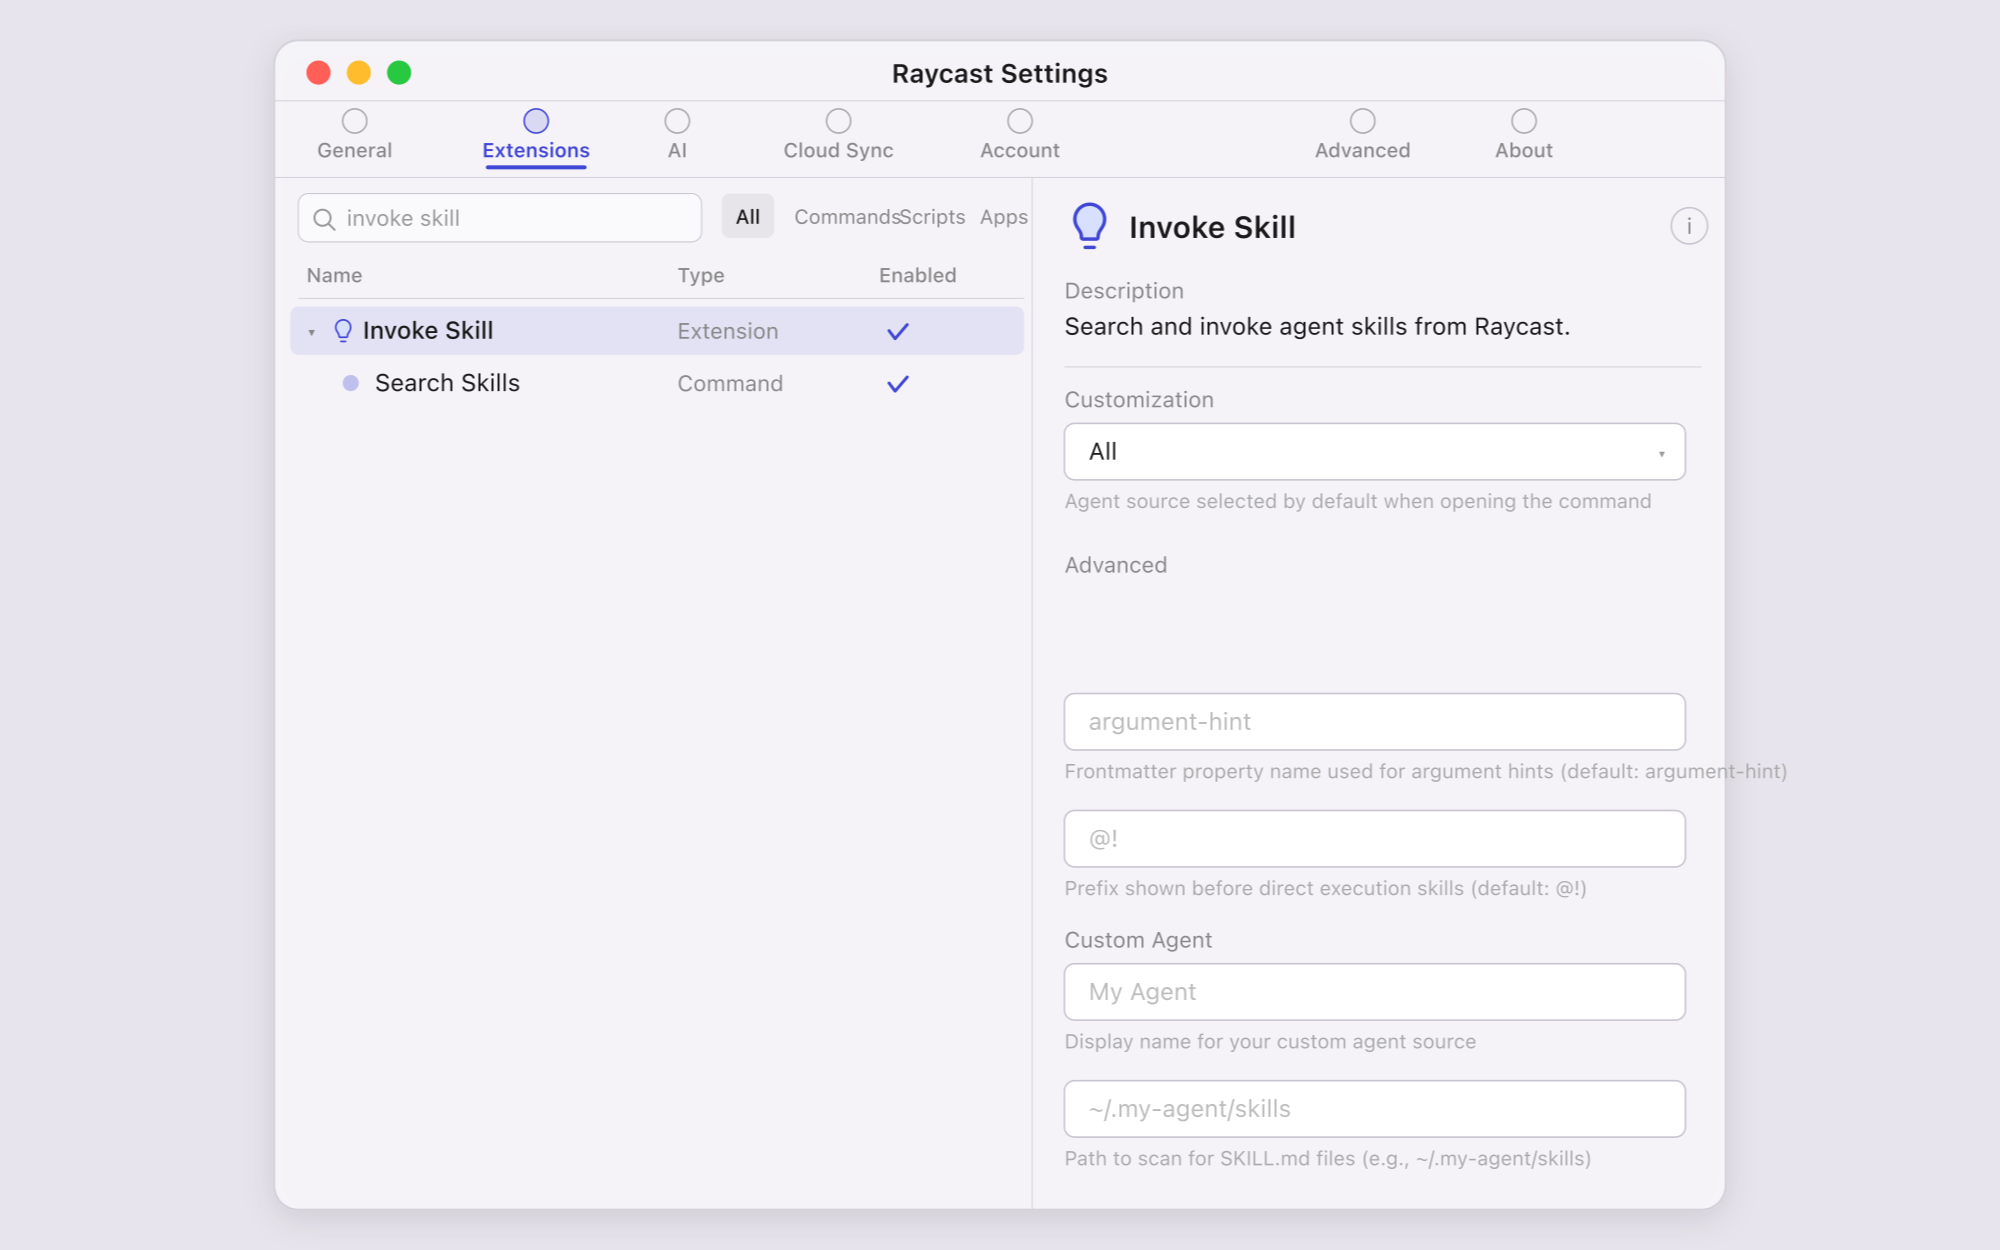 Raycast Settings
General
Extensions
AI
Cloud Sync
Account
Advanced
About
invoke skill
All
Commands
Scripts
Apps
Name
Type
Enabled
Invoke Skill
Extension
Search Skills
Command
Invoke Skill
i
Description
Search and invoke agent skills from Raycast.
Customization
All
Agent source selected by default when opening the command
Advanced
argument-hint
Frontmatter property name used for argument hints (default: argument-hint)
@!
Prefix shown before direct execution skills (default: @!)
Custom Agent
My Agent
Display name for your custom agent source
~/.my-agent/skills
Path to scan for SKILL.md files (e.g., ~/.my-agent/skills)